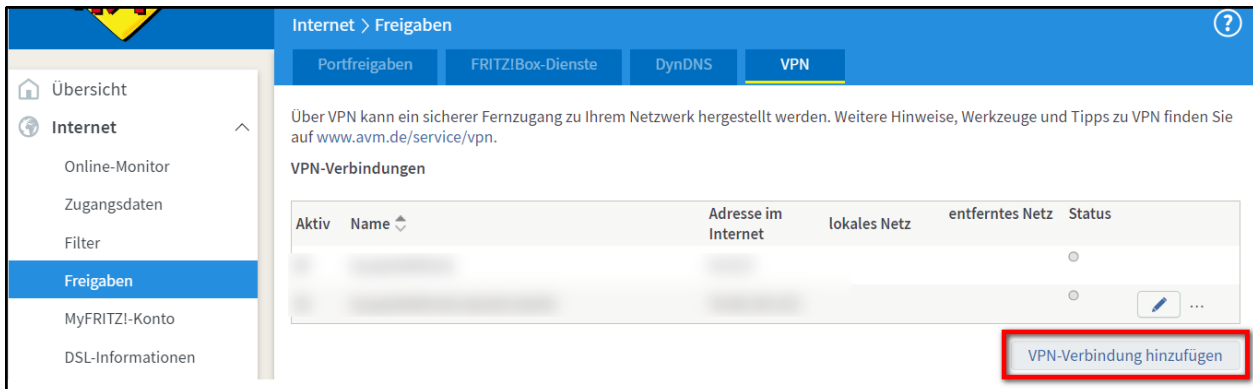 Internet > Freigaben
?
Portfreigaben FRITZ!Box-Dienste DynDNS VPN
Übersicht
Internet
Online-Monitor
Zugangsdaten
Filter
Freigaben
MyFRITZ!-Konto
DSL-Informationen
Über VPN kann ein sicherer Fernzugang zu Ihrem Netzwerk hergestellt werden. Weitere Hinweise, Werkzeuge und Tipps zu VPN finden Sie
auf www.avm.de/service/vpn.
VPN-Verbindungen
Aktiv Name Adresse im Internet lokales Netz entferntes Netz Status
...
VPN-Verbindung hinzufügen